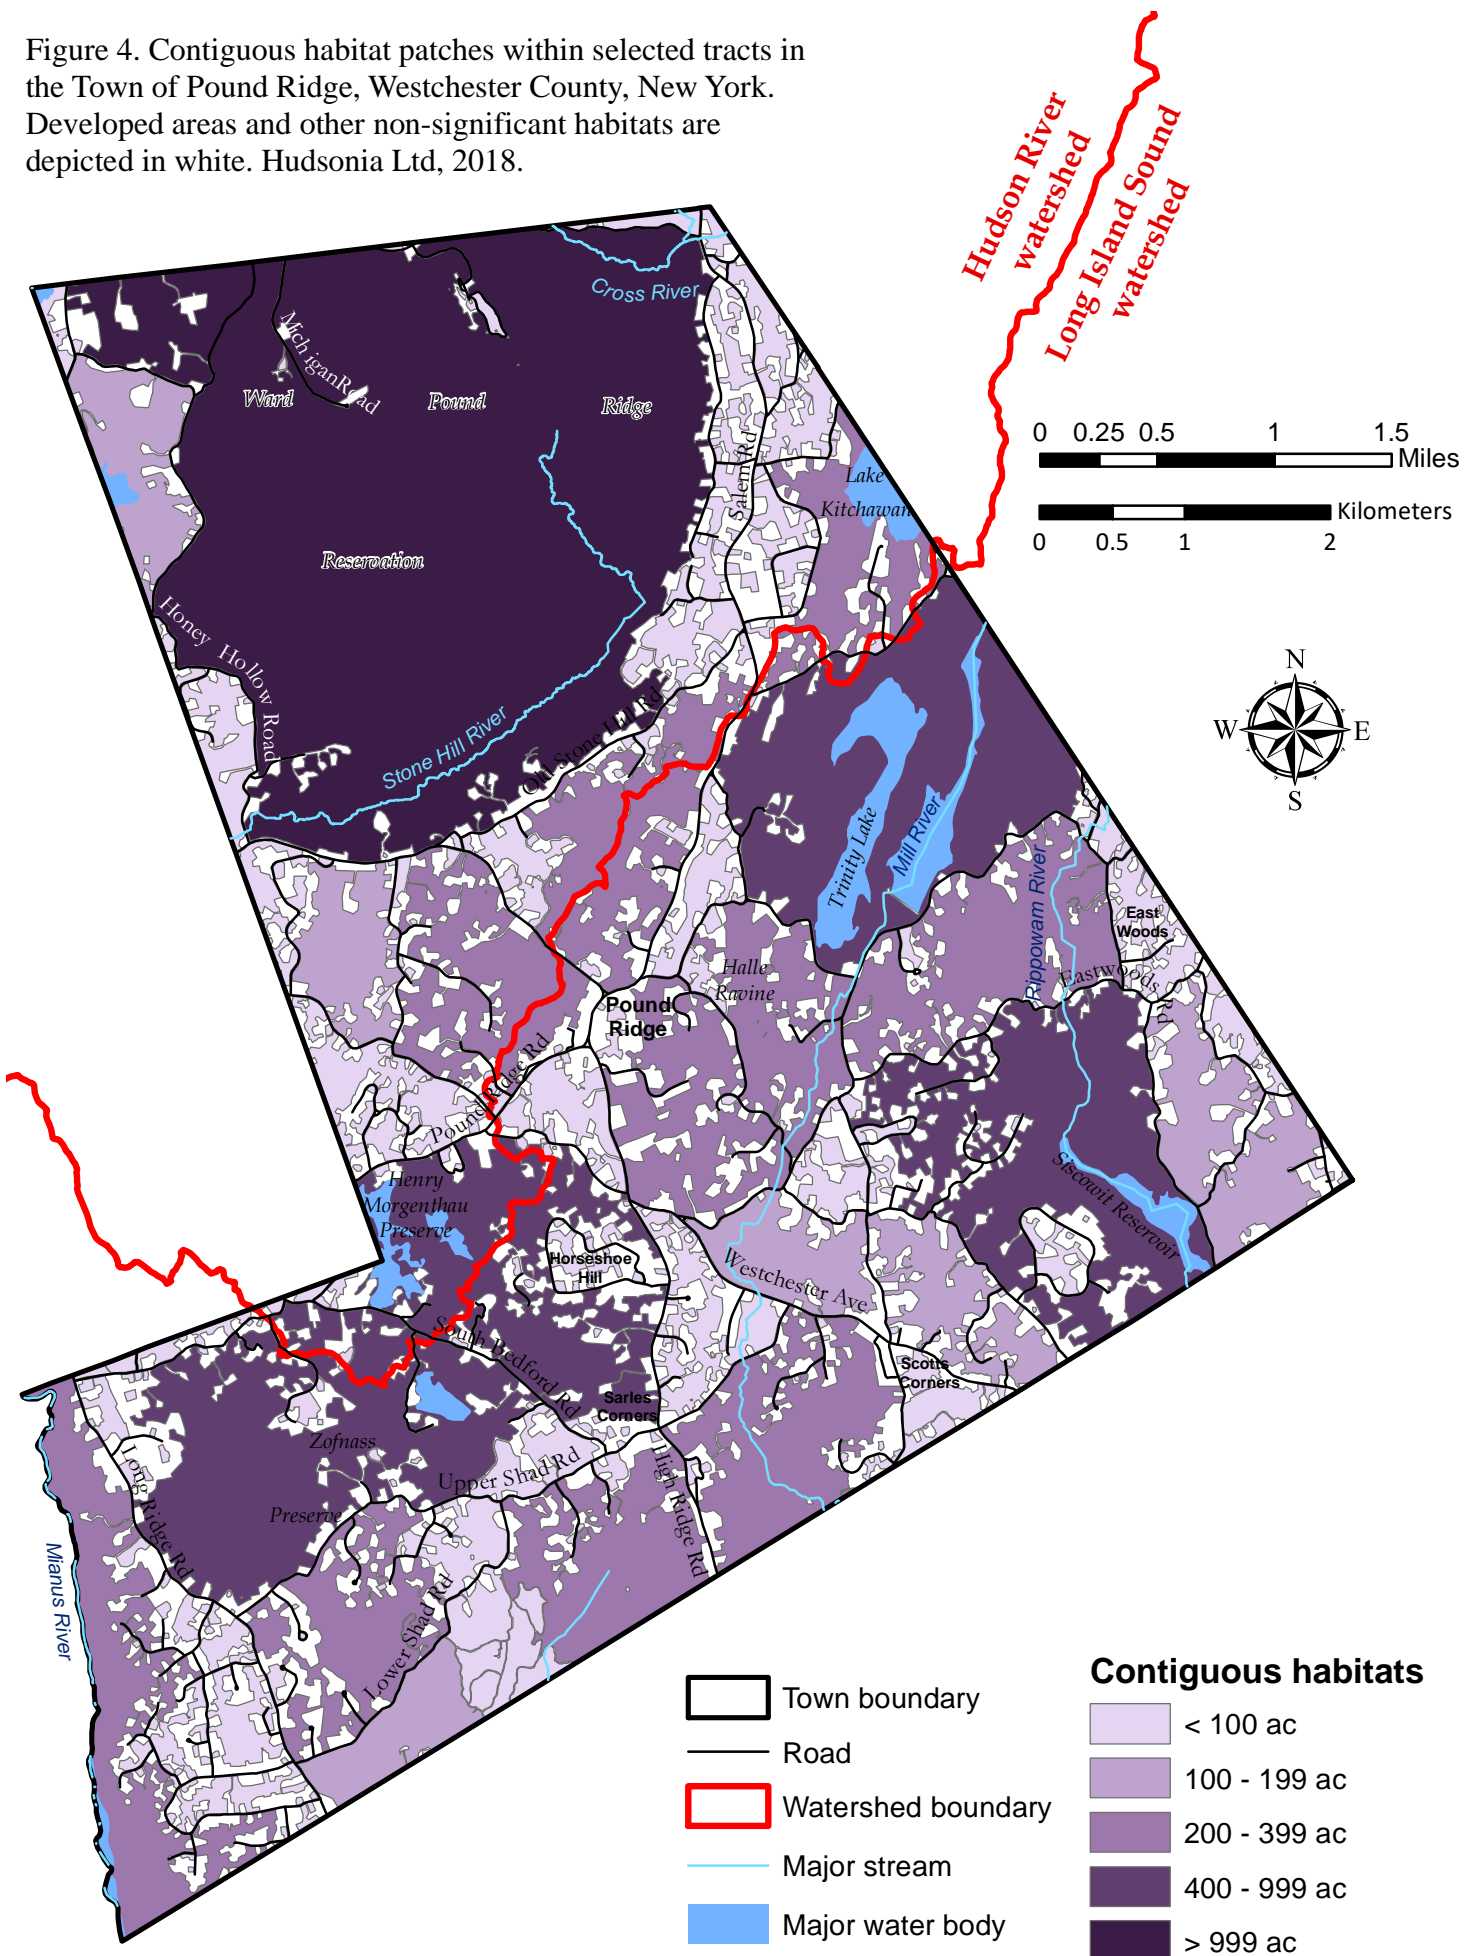 Figure 4. Contiguous habitat patches within selected tracts in
the Town of Pound Ridge, Westchester County, New York.
Developed areas and other non-significant habitats are
depicted in white. Hudsonia Ltd, 2018.
Hudson River
watershed
Long Island Sound
watershed
Cross River
Michigan Road
Ward Pound Ridge
Reservation
Salem Rd
Lake
Kitchawan
0 0.25 0.5 1 1.5
Miles
Kilometers
0 0.5 1 2
N
W E
S
Honey Hollow Road
Stone Hill River
Old Stone Hill Rd
Trinity Lake
Mill River
Rippowam River
East
Woods
Eastwoods Rd
Halle
Ravine
Pound
Ridge
Pound Ridge Rd
Henry
Morgenthau
Preserve
Horseshoe
Hill
Siscowit Reservoir
Westchester Ave
South Bedford Rd
Scotts
Corners
Sarles
Corners
Zofnass
Preserve
Upper Shad Rd
High Ridge Rd
Long Ridge Rd
Mianus River
Lower Shad Rd
Town boundary
Road
Watershed boundary
Major stream
Major water body
Contiguous habitats
< 100 ac
100 - 199 ac
200 - 399 ac
400 - 999 ac
> 999 ac